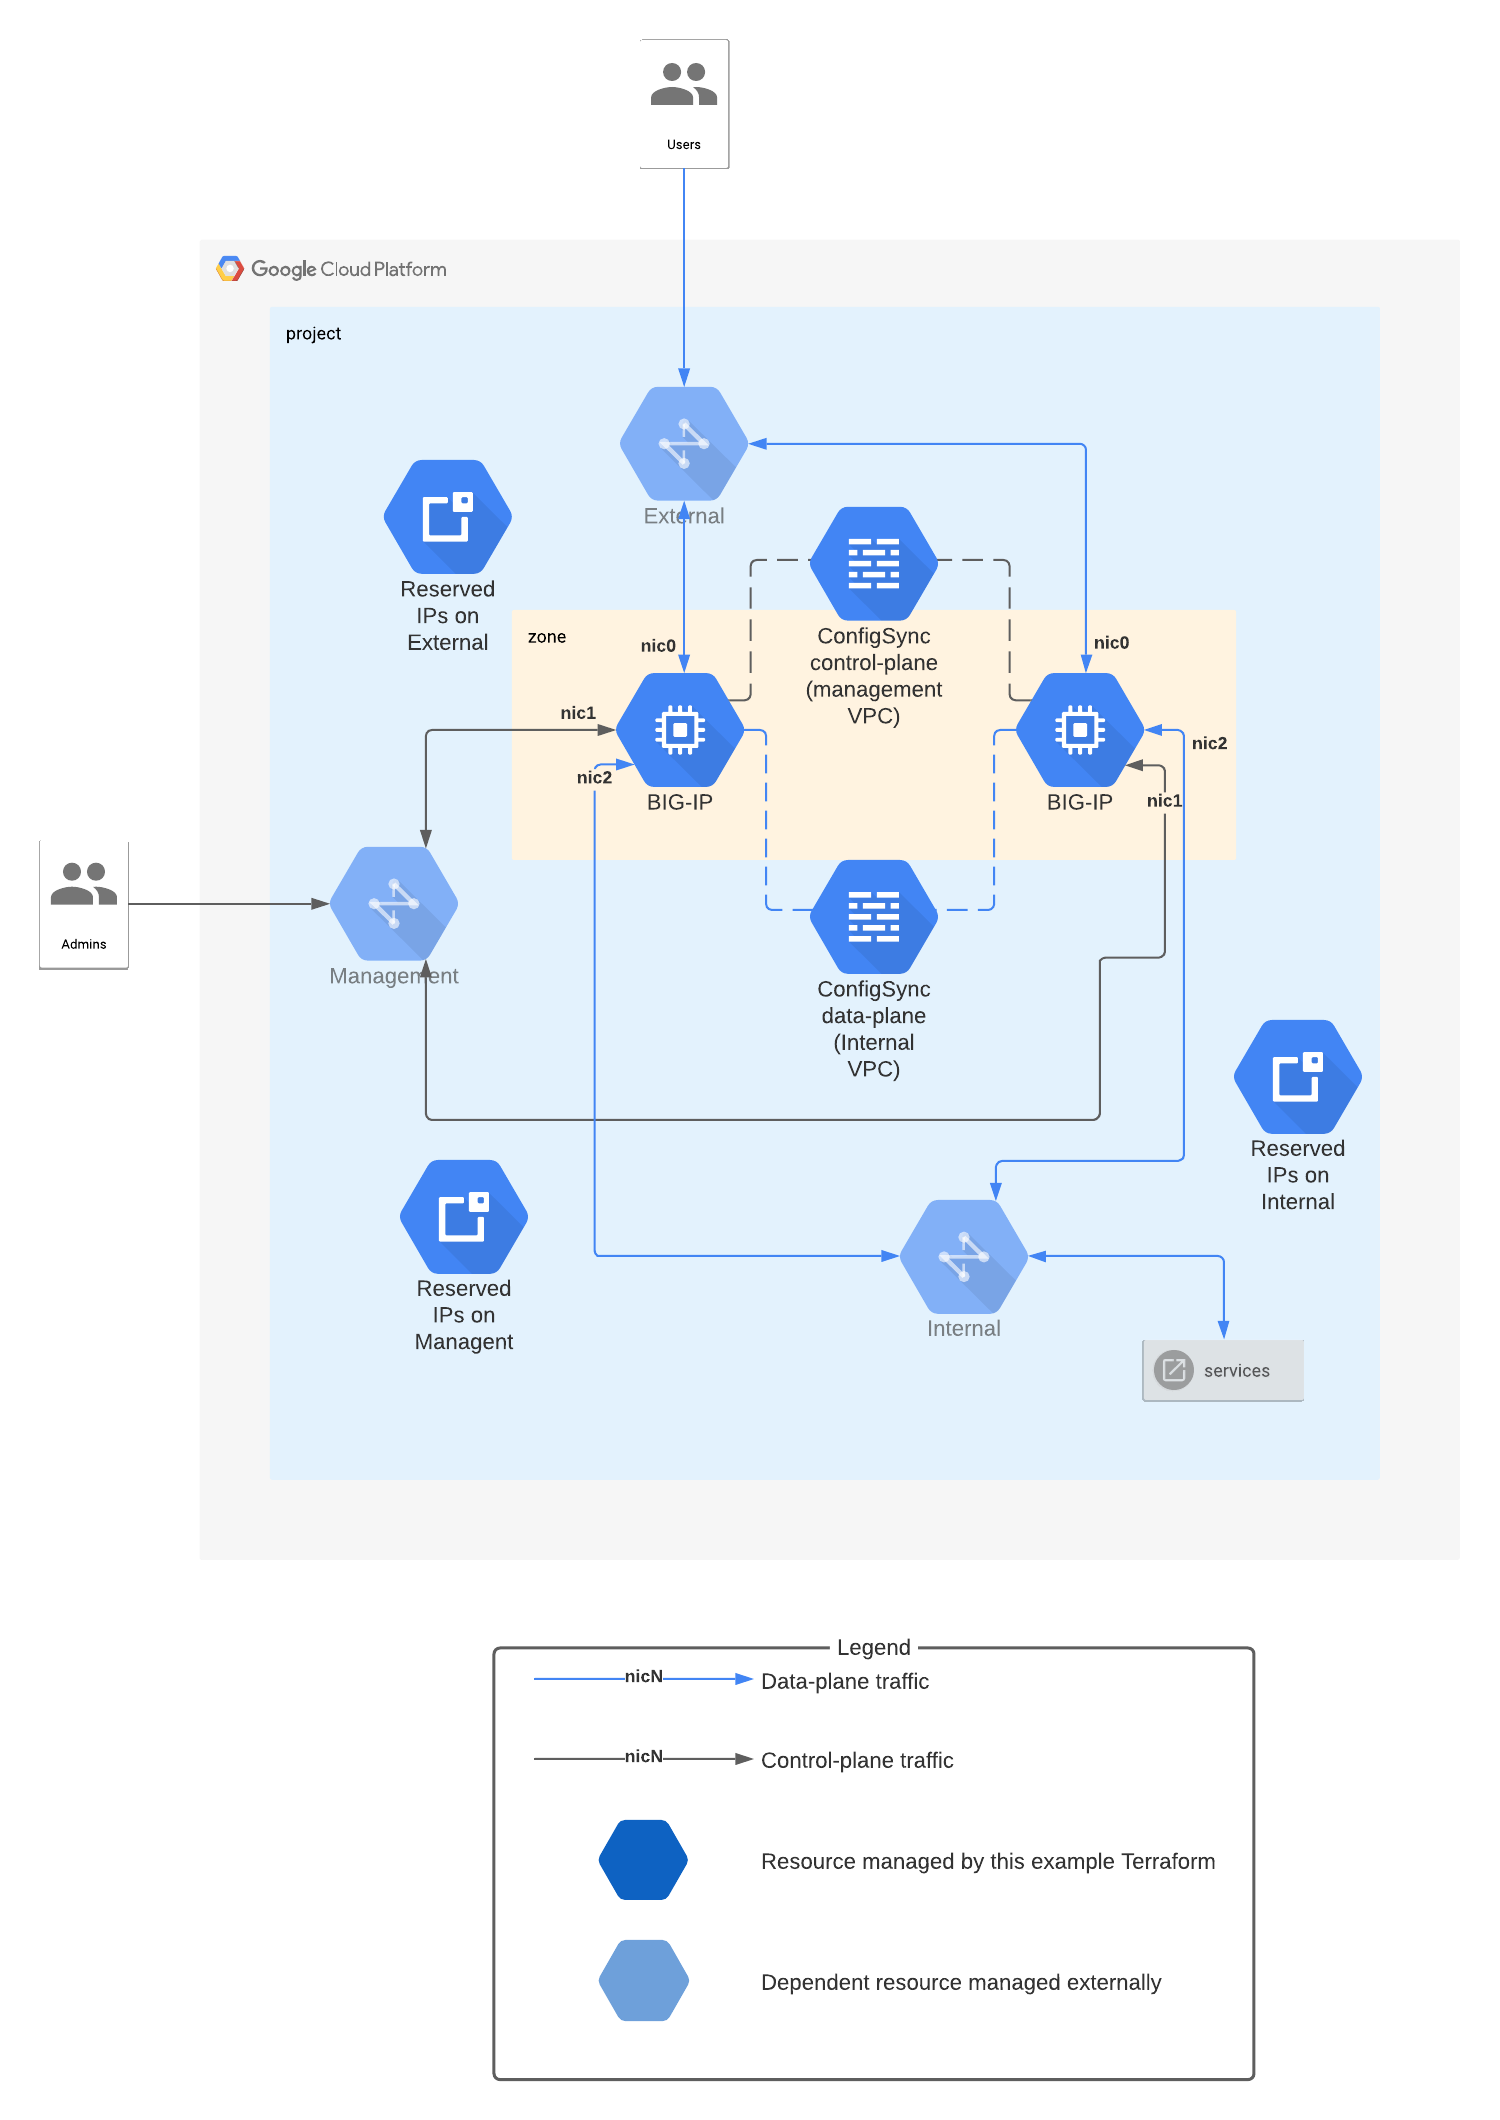 Users
Google Cloud Platform
project
External
Reserved
IPs on
External
zone
nic0
nic0
ConfigSync
control-plane
(management
VPC)
nic1
nic2
nic2
nic1
BIG-IP
BIG-IP
Admins
Management
ConfigSync
data-plane
(Internal
VPC)
Reserved
IPs on
Internal
Reserved
IPs on
Managent
Internal
services
Legend
nicN
Data-plane traffic
nicN
Control-plane traffic
Resource managed by this example Terraform
Dependent resource managed externally